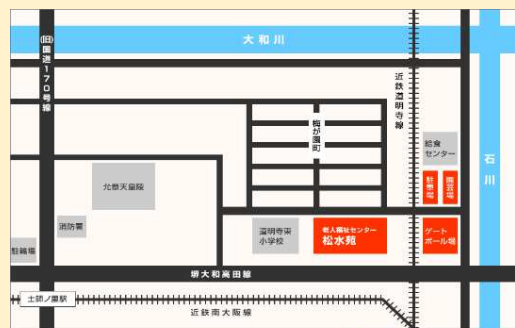 大和川
(旧)国道170号線
近鉄道明寺線
石川
梅が園町
給食
センター
駐車場
園芸場
允恭天皇陵
消防署
道明寺東
小学校
老人福祉センター
松水苑
ゲート
ボール場
駐輪場
堺大和高田線
土師ノ里駅
近鉄南大阪線